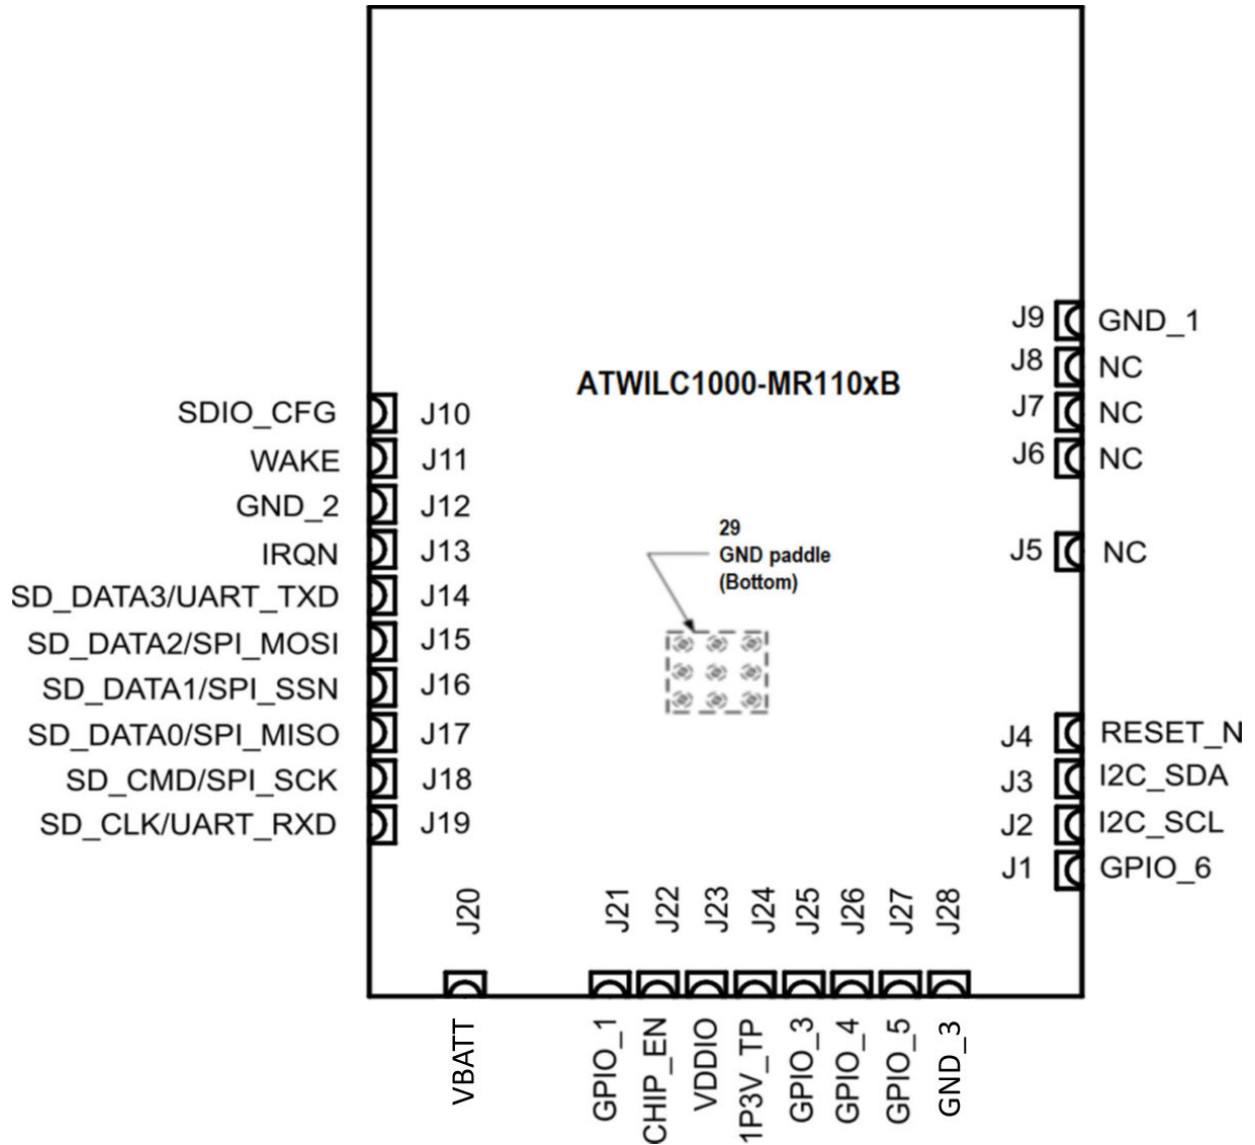 J9 GND_1
J8 NC
ATWILC1000-MR110xB
SDIO_CFG J10
J7 NC
WAKE J11
J6 NC
GND_2 J12
29
GND paddle
(Bottom)
IRQN J13
J5 NC
SD_DATA3/UART_TXD J14
SD_DATA2/SPI_MOSI J15
SD_DATA1/SPI_SSN J16
SD_DATA0/SPI_MISO J17
J4 RESET_N
SD_CMD/SPI_SCK J18
J3 I2C_SDA
SD_CLK/UART_RXD J19
J2 I2C_SCL
J1 GPIO_6
J20 J21 J22 J23 J24 J25 J26 J27 J28
VBATT GPIO_1 CHIP_EN VDDIO 1P3V_TP GPIO_3 GPIO_4 GPIO_5 GND_3